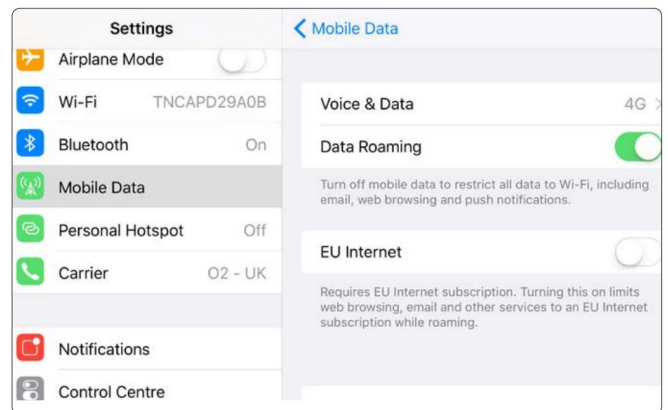 Settings
Airplane Mode
Wi-Fi TNCAPD29A0B
Bluetooth On
Mobile Data
Personal Hotspot Off
Carrier O2 - UK
Notifications
Control Centre
Mobile Data
Voice & Data 4G
Data Roaming
Turn off mobile data to restrict all data to Wi-Fi, including
email, web browsing and push notifications.
EU Internet
Requires EU Internet subscription. Turning this on limits
web browsing, email and other services to an EU Internet
subscription while roaming.